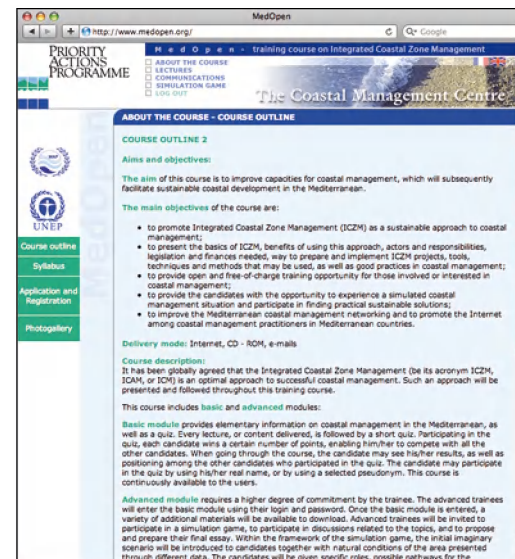 MedOpen
http://www.medopen.org/
Q- Google
PRIORITY
ACTIONS
PROGRAMME
MedOpen - training course on Integrated Coastal Zone Management
ABOUT THE COURSE
LECTURES
COMMUNICATIONS
SIMULATION GAME
LOG OUT
The Coastal Management Centre
ABOUT THE COURSE - COURSE OUTLINE
MedOpen
UNEP
Course outline
Syllabus
Application and
Registration
Photogallery
COURSE OUTLINE 2
Aims and objectives:
The aim of this course is to improve capacities for coastal management, which will subsequently
facilitate sustainable coastal development in the Mediterranean.
The main objectives of the course are:
• to promote Integrated Coastal Zone Management (ICZM) as a sustainable approach to coastal
management;
• to present the basics of ICZM, benefits of using this approach, actors and responsibilities,
legislation and finances needed, way to prepare and implement ICZM projects, tools,
techniques and methods that may be used, as well as good practices in coastal management;
• to provide open and free-of-charge training opportunity for those involved or interested in
coastal management;
• to provide the candidates with the opportunity to experience a simulated coastal
management situation and participate in finding practical sustainable solutions;
• to improve the Mediterranean coastal management networking and to promote the Internet
among coastal management practitioners in Mediterranean countries.
Delivery mode: Internet, CD - ROM, e-mails
Course description:
It has been globally agreed that the Integrated Coastal Zone Management (be its acronym ICZM,
ICAM, or ICM) is an optimal approach to successful coastal management. Such an approach will be
presented and followed throughout this training course.
This course includes basic and advanced modules:
Basic module provides elementary information on coastal management in the Mediterranean, as
well as a quiz. Every lecture, or content delivered, is followed by a short quiz. Participating in the
quiz, each candidate wins a certain number of points, enabling him/her to compete with all the
other candidates. When going through the course, the candidate may see his/her results, as well as
positioning among the other candidates who participated in the quiz. The candidate may participate
in the quiz by using his/her real name, or by using a selected pseudonym. This course is
continuously available to the users.
Advanced module requires a higher degree of commitment by the trainee. The advanced trainees
will enter the basic module using their login and password. Once the basic module is entered, a
variety of additional materials will be available to download. Advanced trainees will be invited to
participate in a simulation game, to participate in discussions related to the topics, and to propose
and prepare their final essay. Within the framework of the simulation game, the initial imaginary
scenario will be introduced to candidates together with natural conditions of the area presented
through different data. The candidates will be given specific roles, possible pathways for the